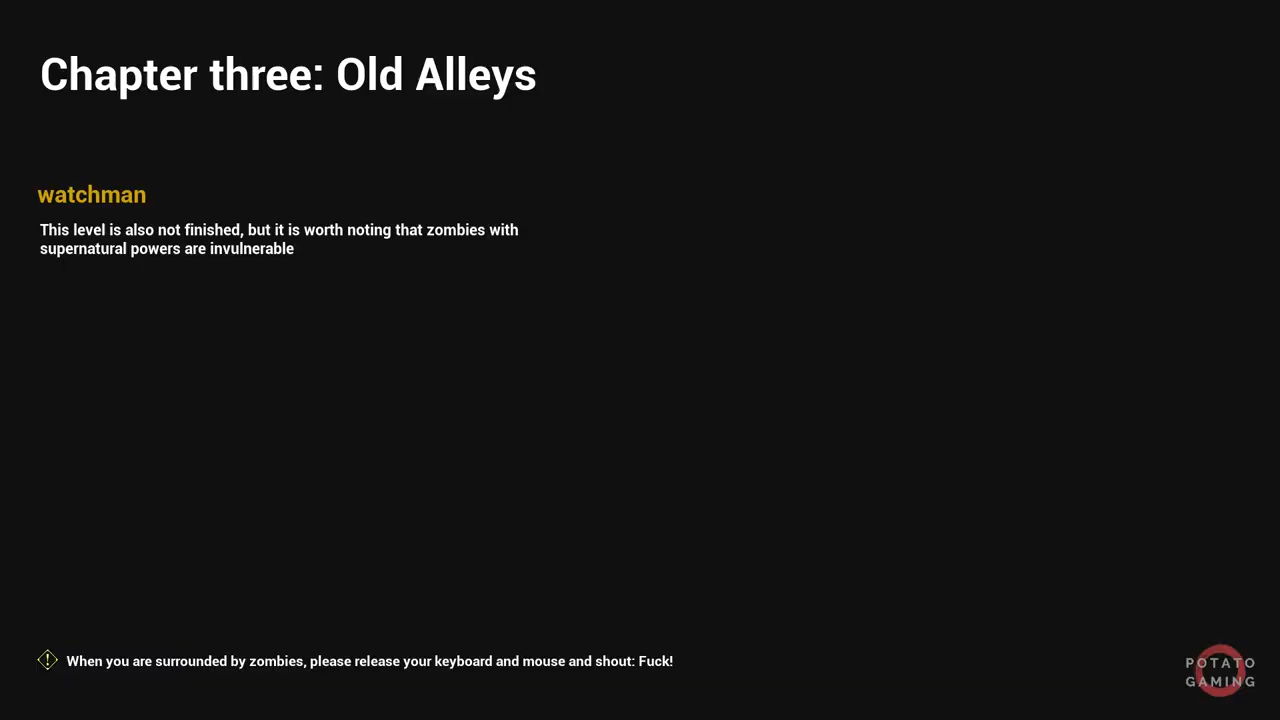 Chapter three: Old Alleys
watchman
This level is also not finished, but it is worth noting that zombies with
supernatural powers are invulnerable
When you are surrounded by zombies, please release your keyboard and mouse and shout: Fuck!
POTATO
GAMING